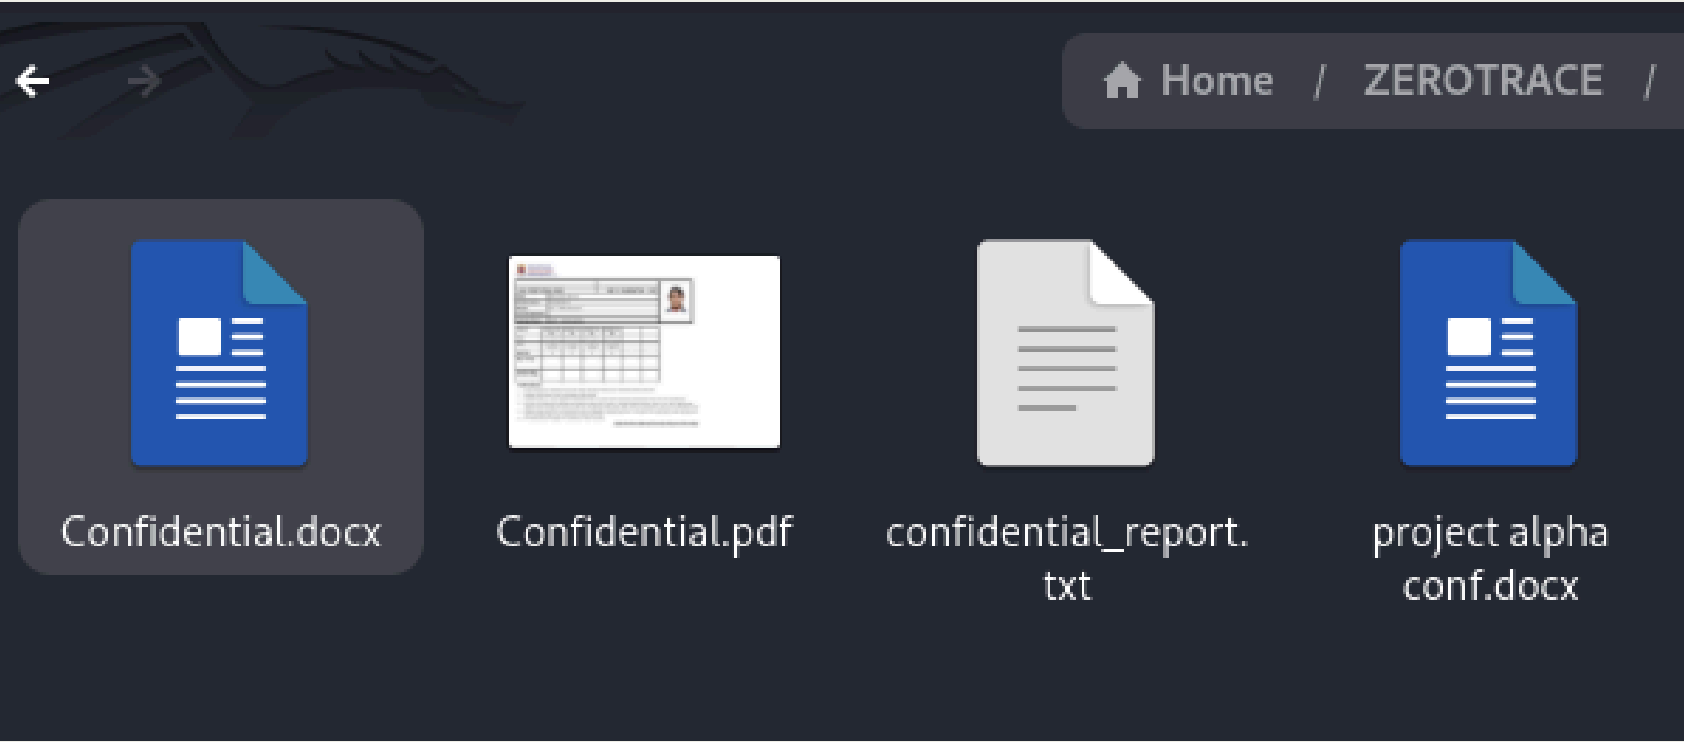 Home / ZEROTRACE /
Confidential.docx
Confidential.pdf
confidential_report.
txt
project alpha
conf.docx